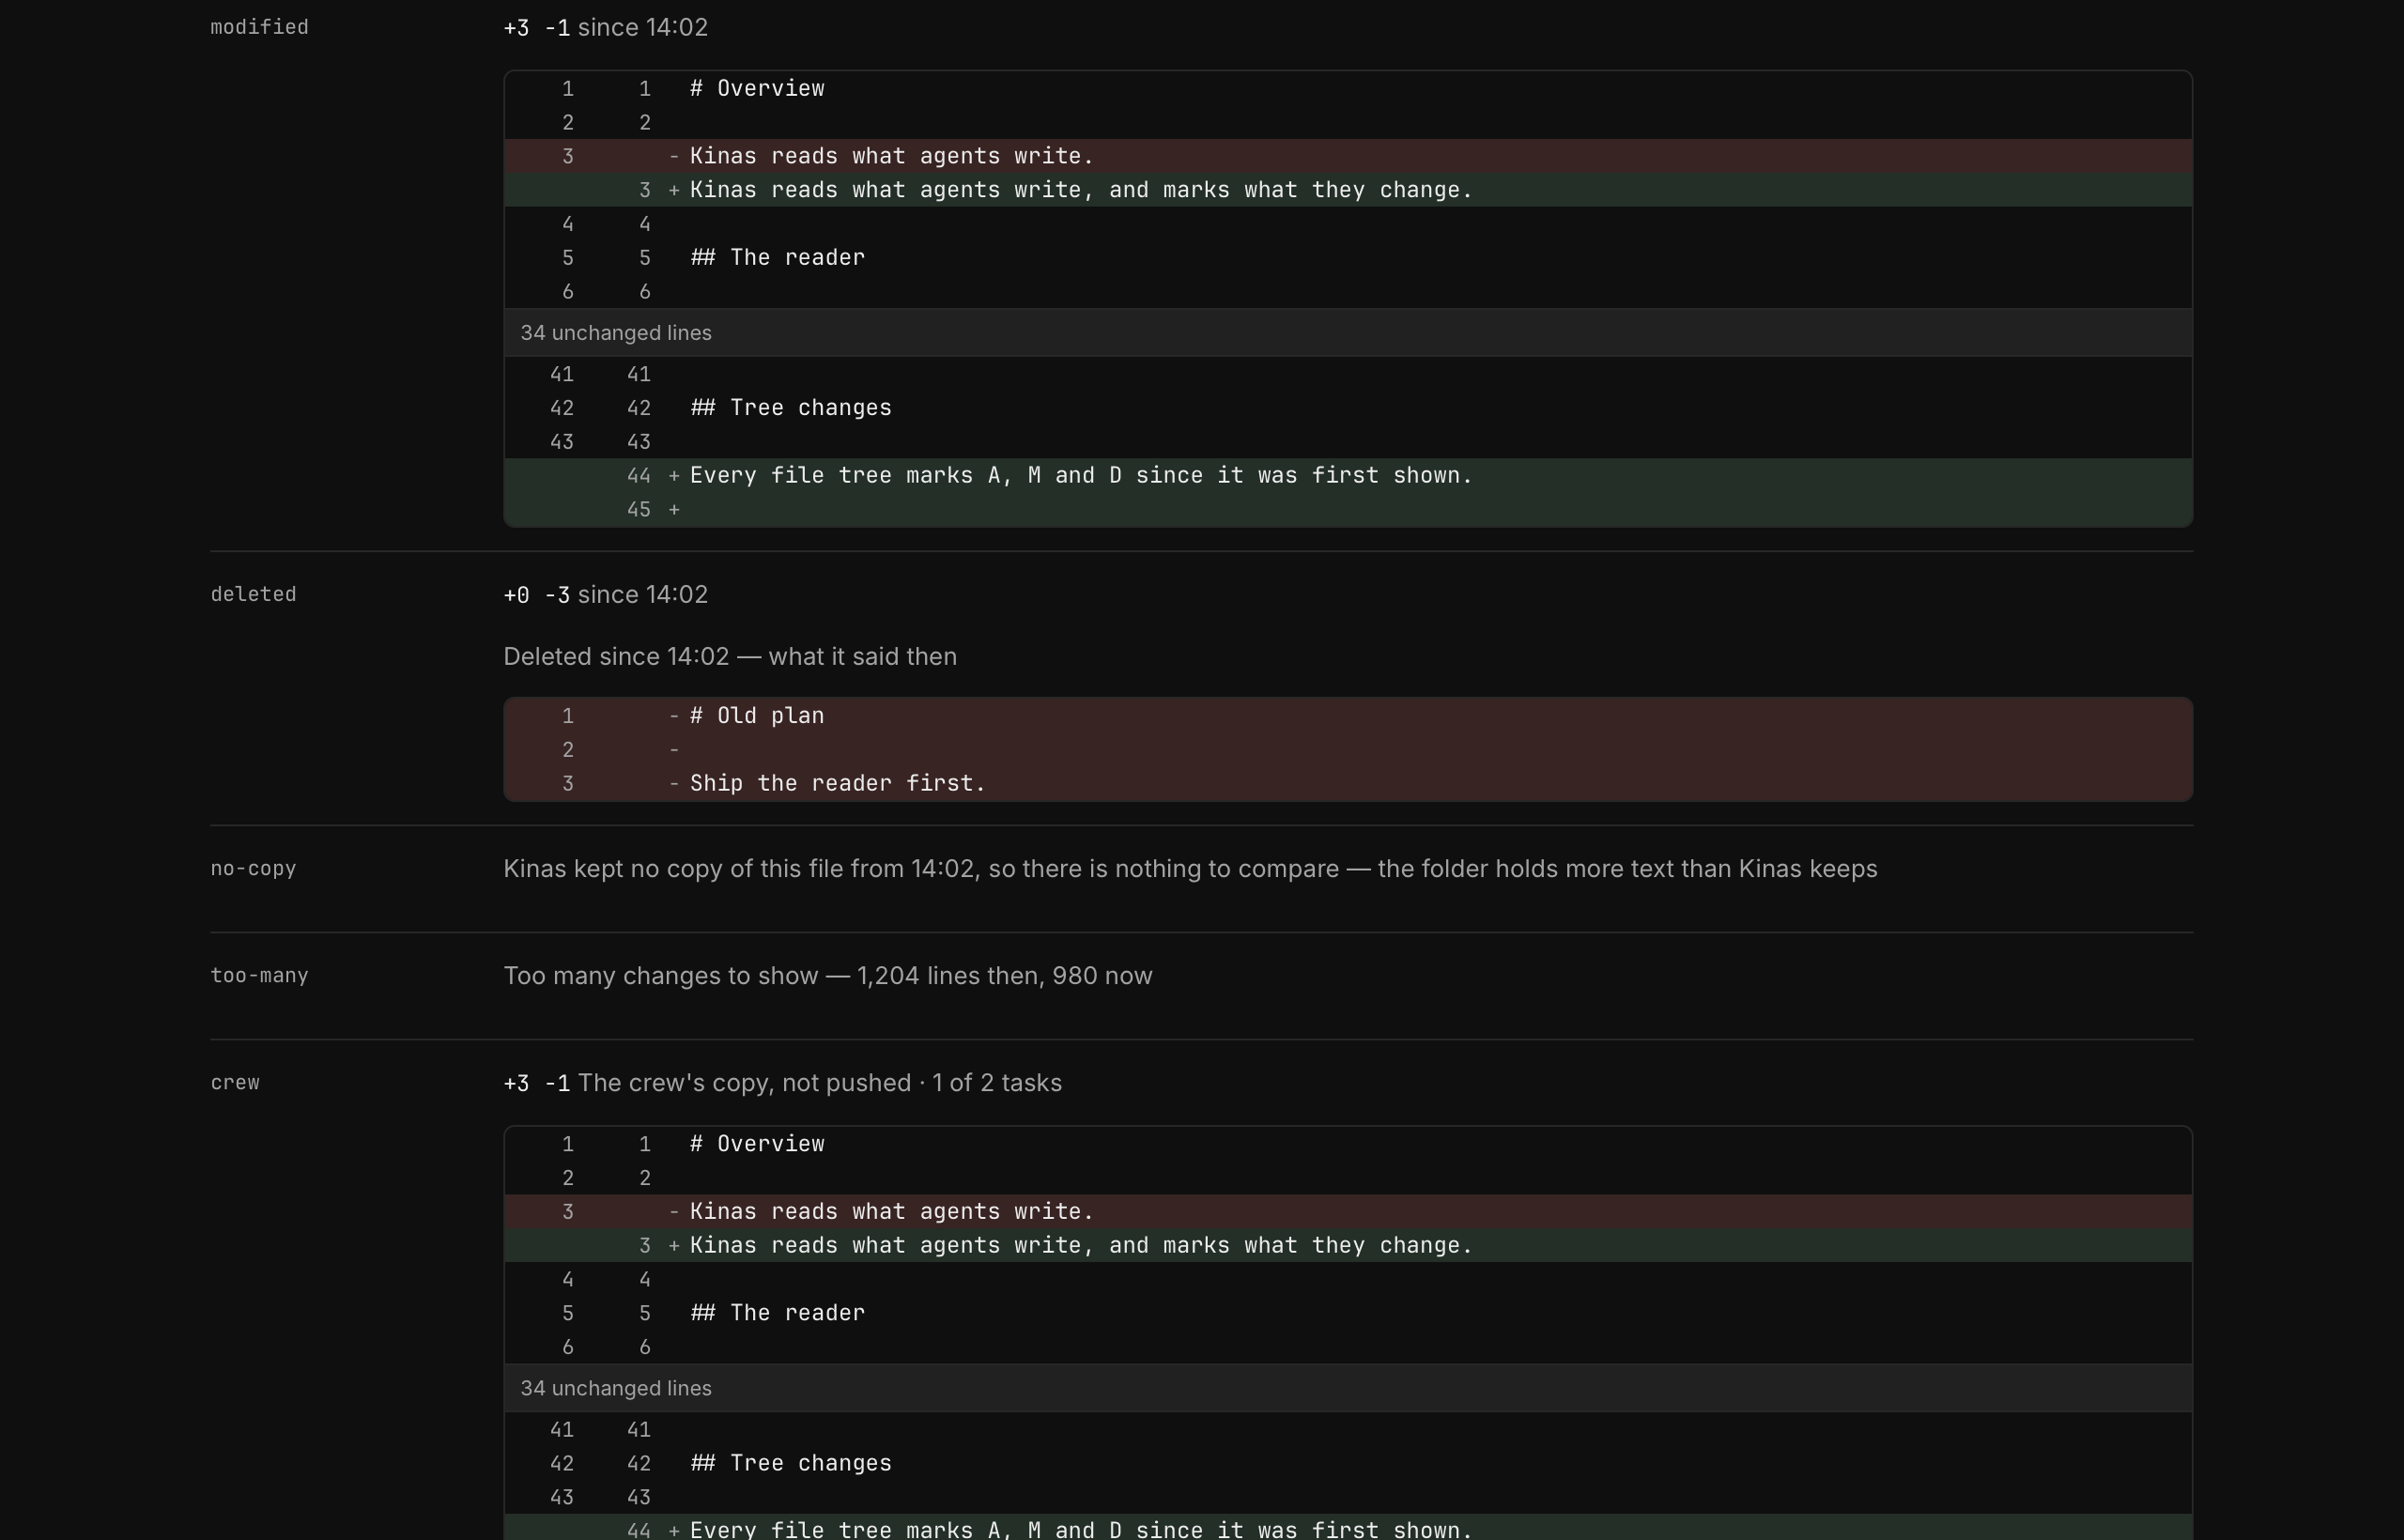 modified +3 -1 since 14:02
1 1 # Overview
2 2
3 - Kinas reads what agents write.
3 + Kinas reads what agents write, and marks what they change.
4 4
5 5 ## The reader
6 6
34 unchanged lines
41 41
42 42 ## Tree changes
43 43
44 + Every file tree marks A, M and D since it was first shown.
45 +
deleted +0 -3 since 14:02
Deleted since 14:02 — what it said then
1 - # Old plan
2 -
3 - Ship the reader first.
no-copy Kinas kept no copy of this file from 14:02, so there is nothing to compare — the folder holds more text than Kinas keeps
too-many Too many changes to show — 1,204 lines then, 980 now
crew +3 -1 The crew's copy, not pushed · 1 of 2 tasks
1 1 # Overview
2 2
3 - Kinas reads what agents write.
3 + Kinas reads what agents write, and marks what they change.
4 4
5 5 ## The reader
6 6
34 unchanged lines
41 41
42 42 ## Tree changes
43 43
44 + Every file tree marks A, M and D since it was first shown.